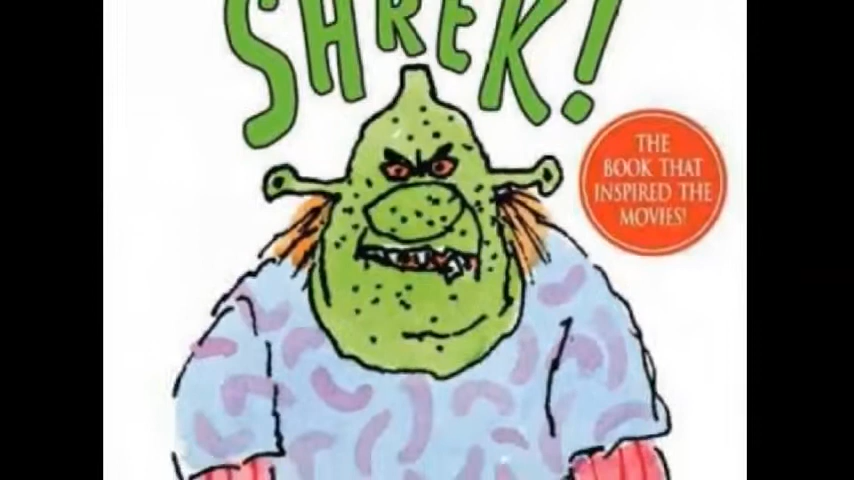 SHREK!
THE
BOOK THAT
INSPIRED THE
MOVIES!